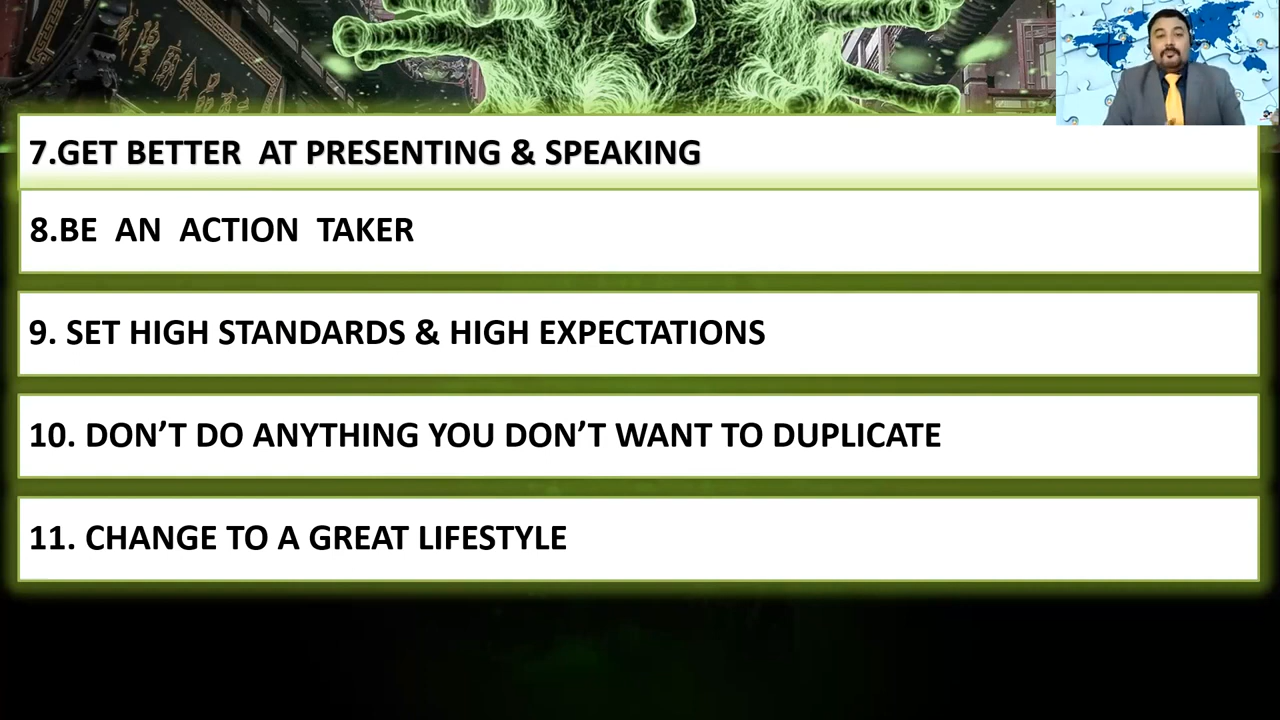 7.GET BETTER AT PRESENTING & SPEAKING
8.BE AN ACTION TAKER
9. SET HIGH STANDARDS & HIGH EXPECTATIONS
10. DON’T DO ANYTHING YOU DON’T WANT TO DUPLICATE
11. CHANGE TO A GREAT LIFESTYLE